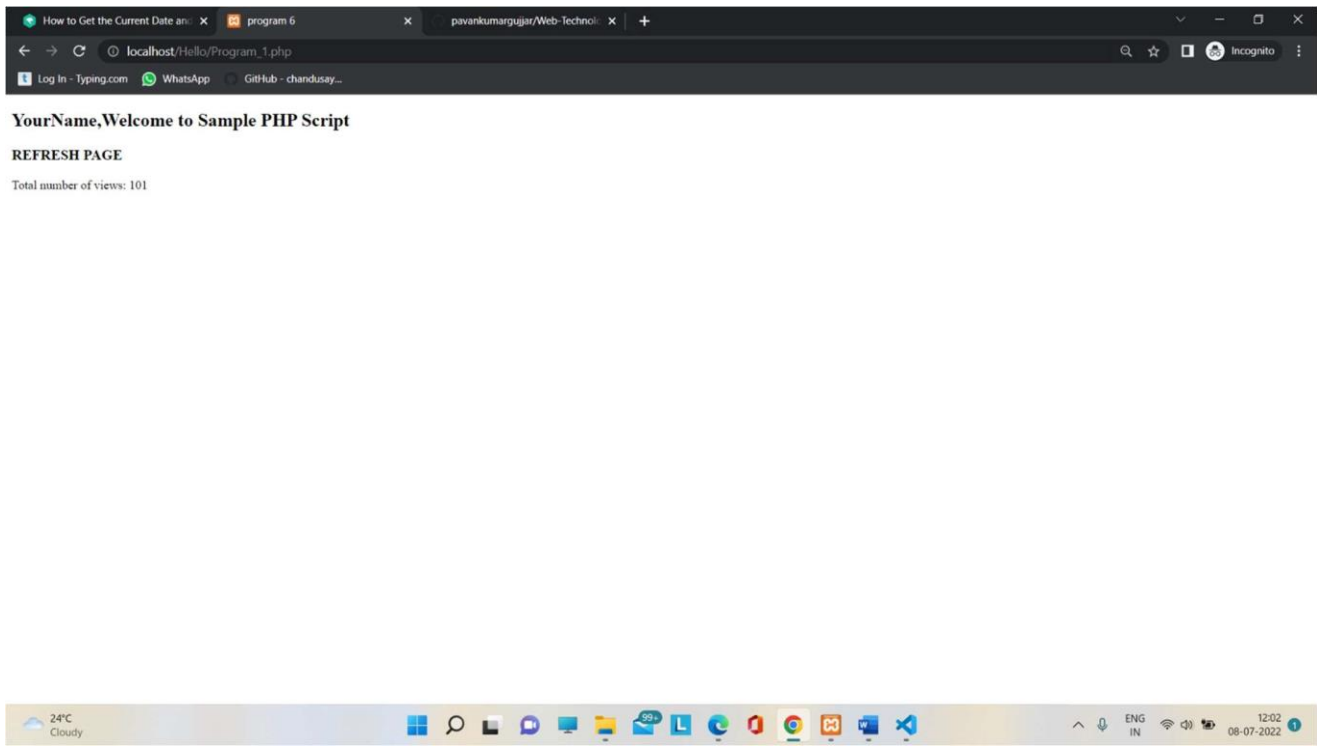 How to Get the Current Date and
program 6
pavankumargujjar/Web-Technolo
localhost/Hello/Program_1.php
Incognito
Log In - Typing.com WhatsApp GitHub - chandusay...
YourName,Welcome to Sample PHP Script
REFRESH PAGE
Total number of views: 101
24°C
Cloudy
99+
ENG
IN
12:02
08-07-2022
1